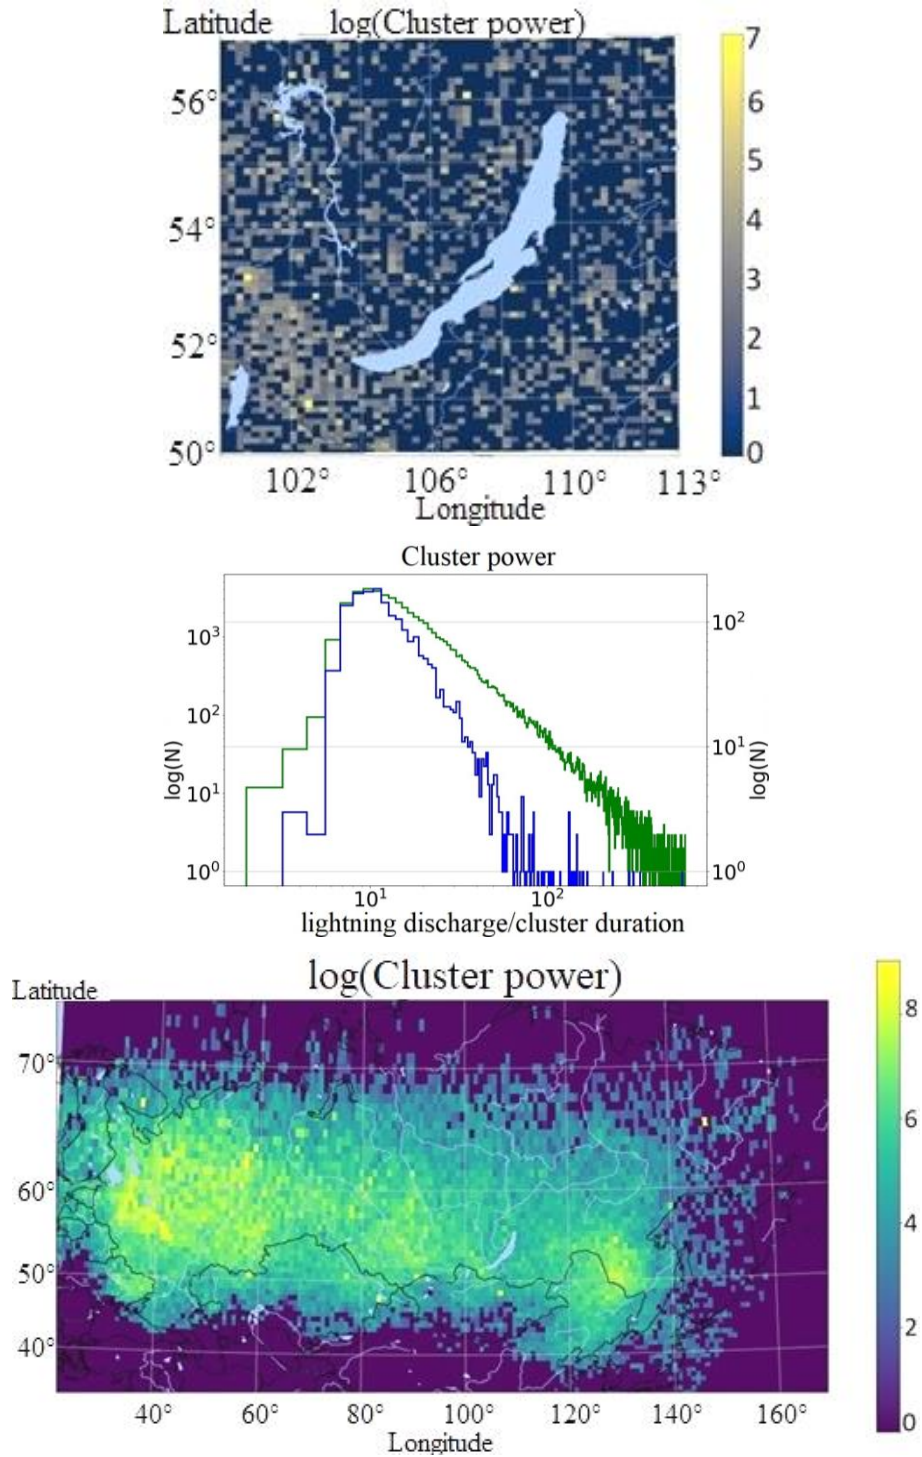 Latitude log(Cluster power)
7
56° 6
5
54° 4
3
52° 2
1
50° 0
102° 106° 110° 113°
Longitude
Cluster power
10³ 10²
10²
10¹
10¹
10⁰ 10⁰
log(N) log(N)
10¹ 10²
lightning discharge/cluster duration
log(Cluster power)
Latitude
8
70°
6
60°
4
50°
2
40°
0
40° 60° 80° 100° 120° 140° 160°
Longitude